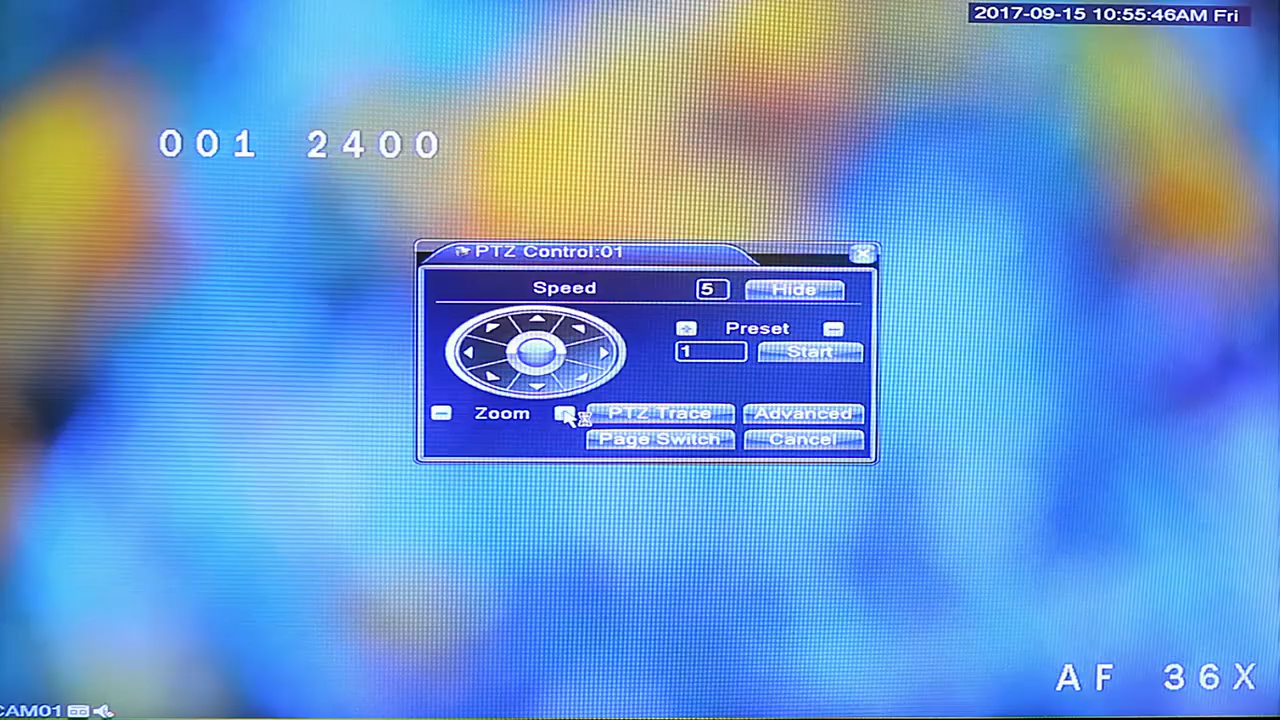 2017-09-15 10:55:46AM Fri
001 2400
PTZ Control:01
Speed 5 Hide
+ Preset -
1 Start
- Zoom PTZ Trace Advanced
Page Switch Cancel
AF 36X
CAM01